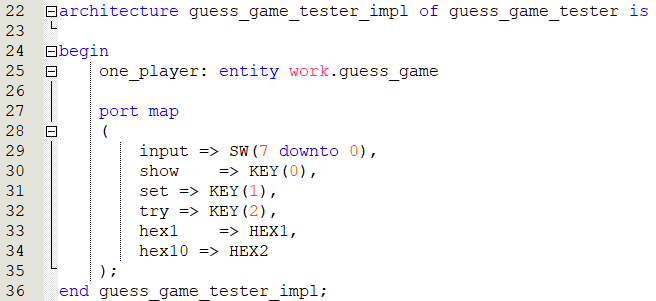 22 architecture guess_game_tester_impl of guess_game_tester is
23
24 begin
25     one_player: entity work.guess_game
26
27     port map
28     (
29         input => SW(7 downto 0),
30         show    => KEY(0),
31         set => KEY(1),
32         try => KEY(2),
33         hex1    => HEX1,
34         hex10 => HEX2
35     );
36 end guess_game_tester_impl;